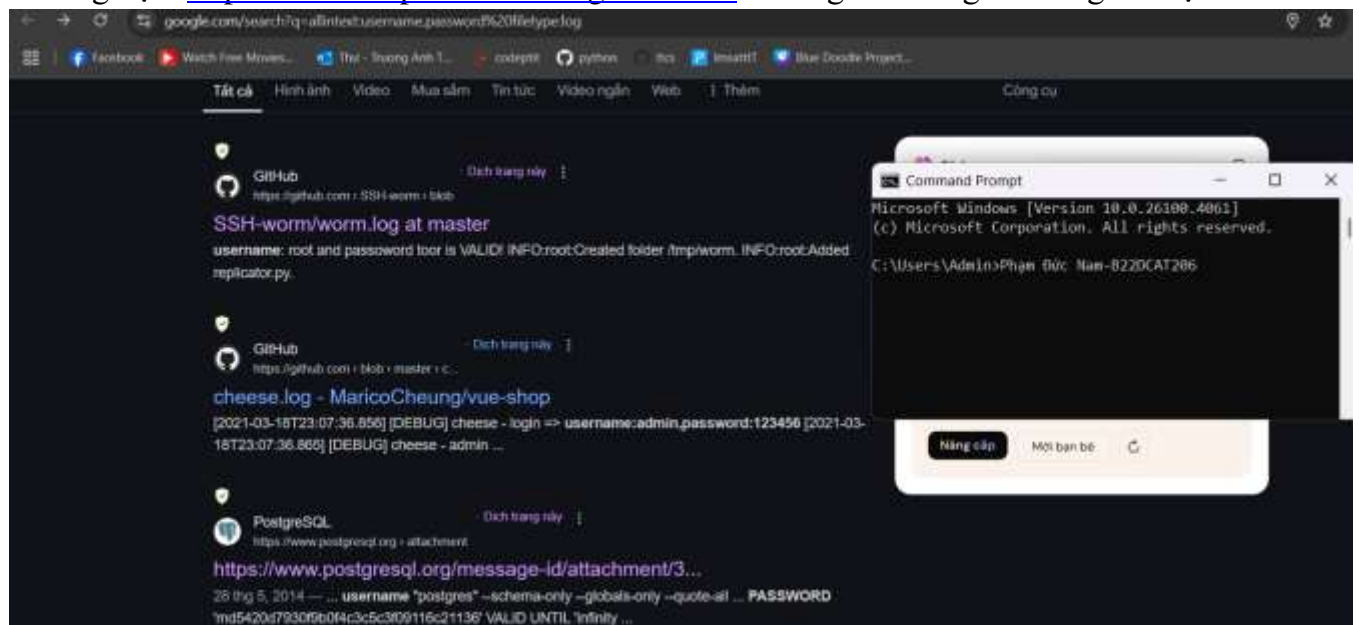 google.com/search?q=allintext:username,password%20filetype:log
Facebook
Watch Free Movies...
Thư - Truong Anh T...
codeptit
python
Blue Doodle Project...
Tất cả Hình ảnh Video Mua sắm Tin tức Video ngắn Web Thêm Công cụ
GitHub Dịch trang này
https://github.com › SSH-worm › blob
SSH-worm/worm.log at master
username: root and passoword toor is VALID! INFO:root:Created folder /tmp/worm. INFO:root:Added
replicator.py.
GitHub Dịch trang này
https://github.com › blob › master › c...
cheese.log - MaricoCheung/vue-shop
[2021-03-18T23:07:36.856] [DEBUG] cheese - login => username:admin,password:123456 [2021-03-
18T23:07:36.865] [DEBUG] cheese - admin ...
PostgreSQL Dịch trang này
https://www.postgresql.org › attachment
https://www.postgresql.org/message-id/attachment/3...
28 thg 5, 2014 — ... username "postgres" --schema-only --globals-only --quote-all ... PASSWORD
'md5420d7930f9b0f4c3c5c3f09116c21136' VALID UNTIL 'infinity ...
Command Prompt
Microsoft Windows [Version 10.0.26100.4061]
(c) Microsoft Corporation. All rights reserved.
C:\Users\Admin>Phạm Đức Nam-B22DCAT206
Nâng cấp Mời bạn bè